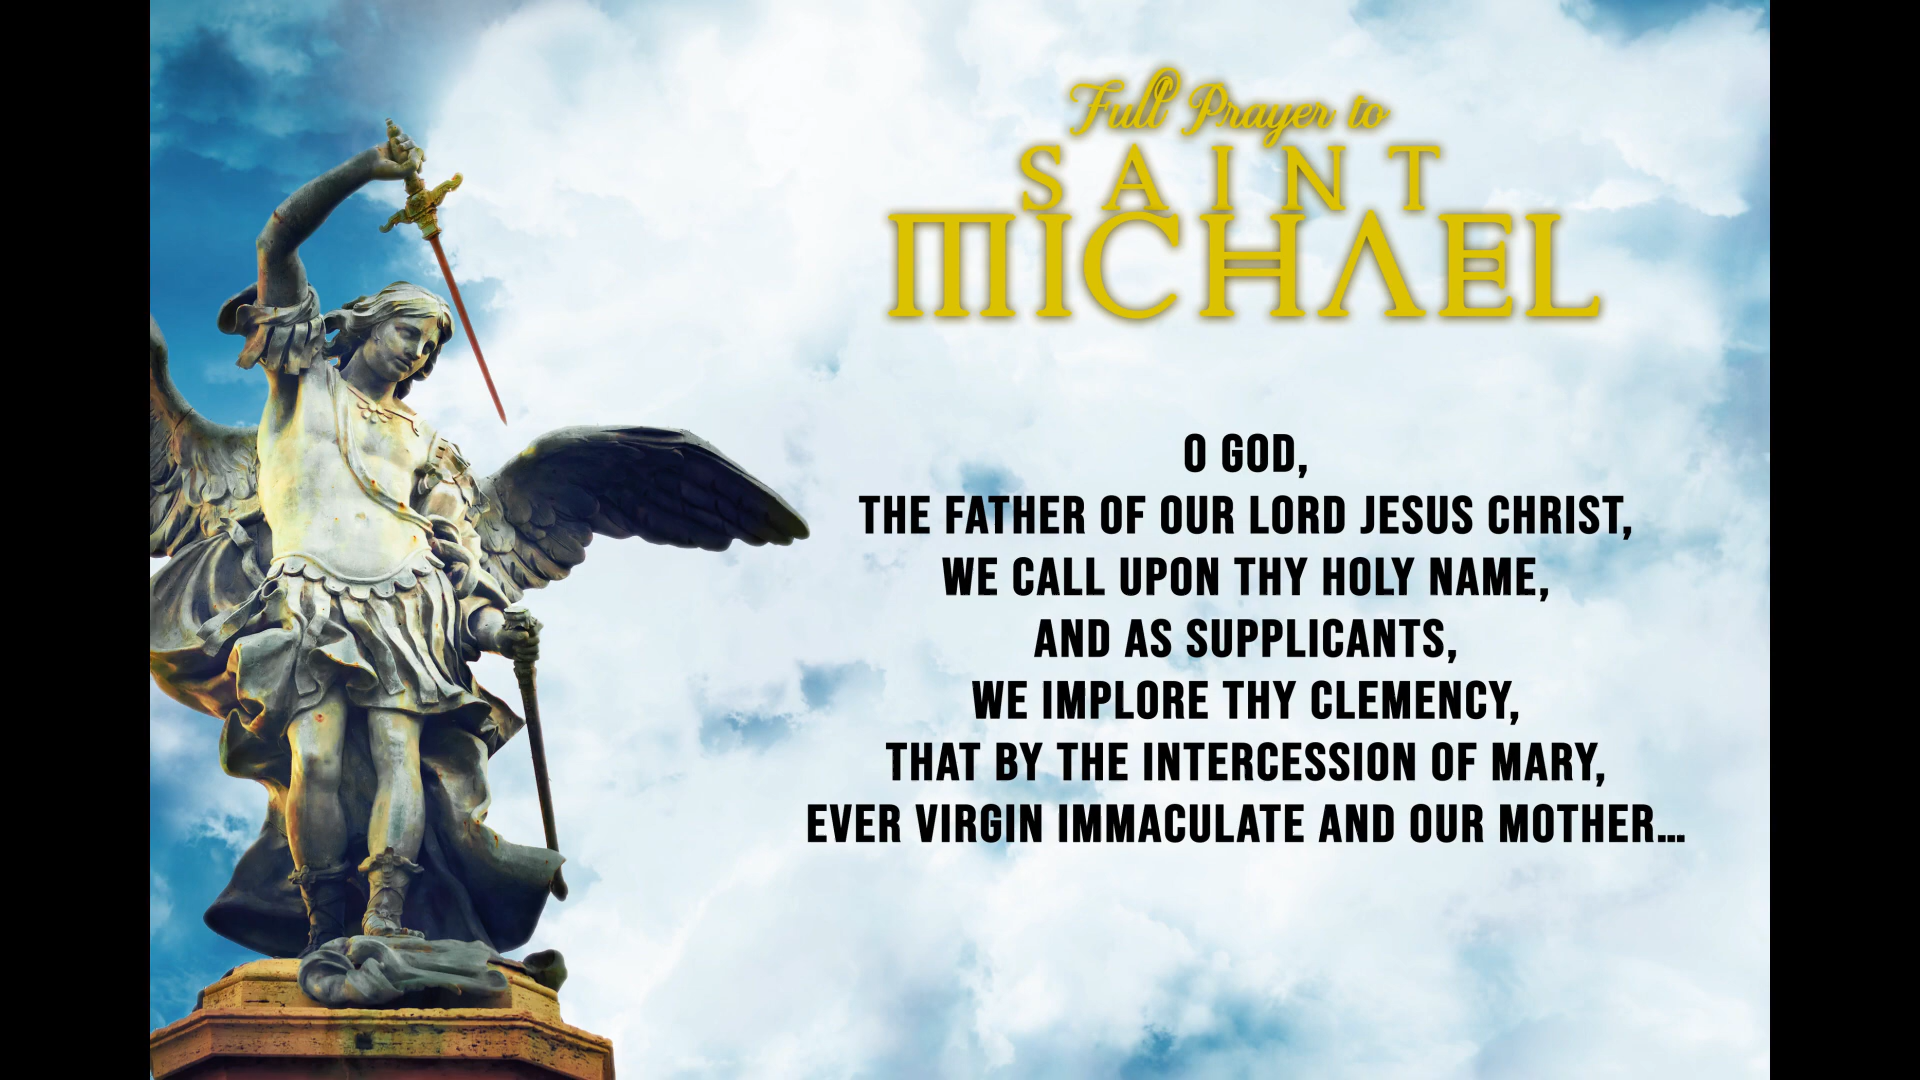 Full Prayer to
SAINT
MICHAEL
O GOD,
THE FATHER OF OUR LORD JESUS CHRIST,
WE CALL UPON THY HOLY NAME,
AND AS SUPPLICANTS,
WE IMPLORE THY CLEMENCY,
THAT BY THE INTERCESSION OF MARY,
EVER VIRGIN IMMACULATE AND OUR MOTHER...